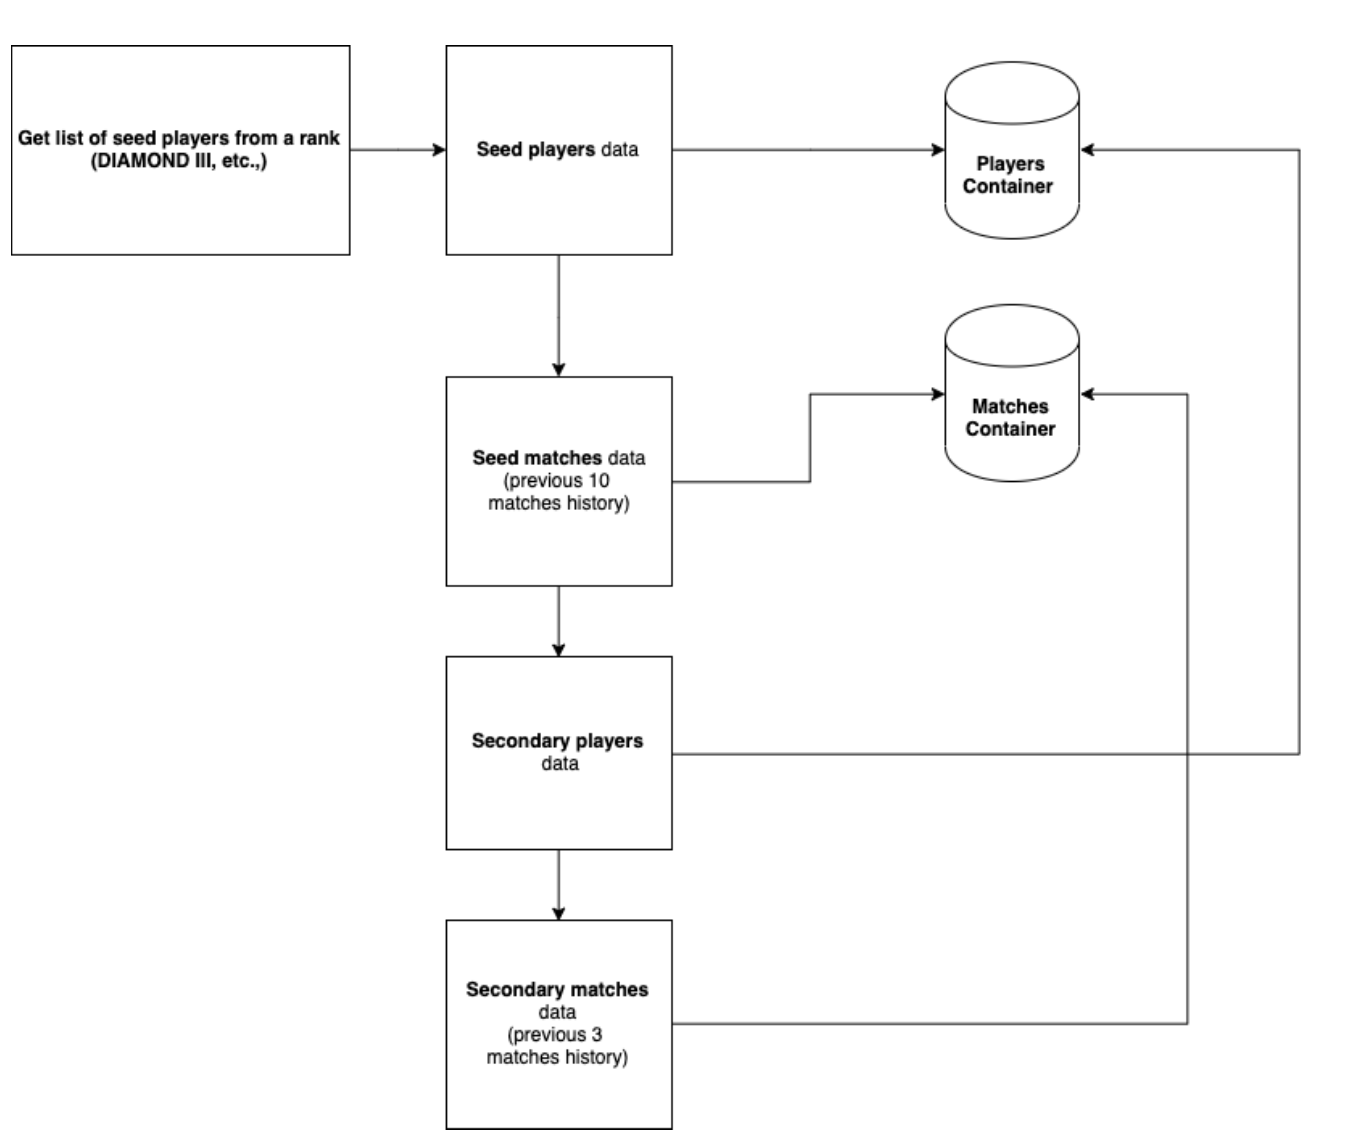 Get list of seed players from a rank
(DIAMOND III, etc.,)
Seed players data
Players
Container
Matches
Container
Seed matches data
(previous 10
matches history)
Secondary players
data
Secondary matches
data
(previous 3
matches history)